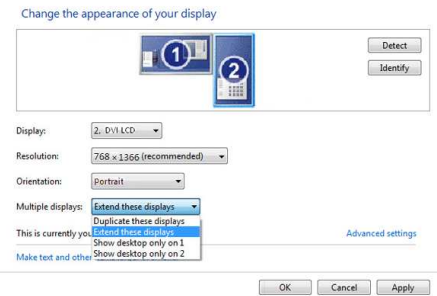 Change the appearance of your display
1
2
Detect
Identify
Display: 2. DVI-LCD
Resolution: 768 × 1366 (recommended)
Orientation: Portrait
Multiple displays: Extend these displays
Duplicate these displays
Extend these displays
Show desktop only on 1
Show desktop only on 2
This is currently you
Advanced settings
Make text and other
OK Cancel Apply